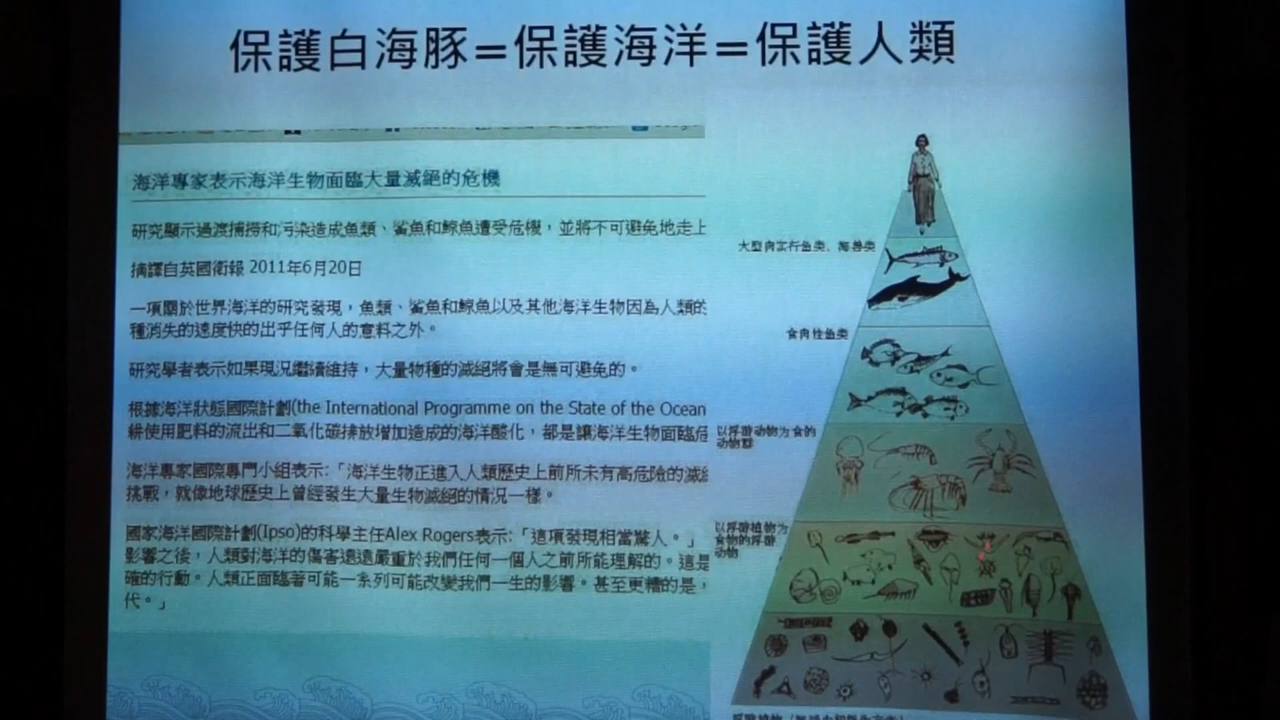 保護白海豚=保護海洋=保護人類
海洋專家表示海洋生物面臨大量滅絕的危機
研究顯示過渡捕撈和污染造成魚類、鯊魚和鯨魚遭受危機，並將不可避免地走上
摘譯自英國衛報 2011年6月20日
一項關於世界海洋的研究發現，魚類、鯊魚和鯨魚以及其他海洋生物因為人類的
種消失的速度快的出乎任何人的意料之外。
研究學者表示如果現況繼續維持，大量物種的滅絕將會是無可避免的。
根據海洋狀態國際計劃(the International Programme on the State of the Ocean
耕使用肥料的流出和二氧化碳排放增加造成的海洋酸化，都是讓海洋生物面臨危
海洋專家國際專門小組表示:「海洋生物正進入人類歷史上前所未有高危險的滅絕
挑戰，就像地球歷史上曾經發生大量生物滅絕的情況一樣。
國家海洋國際計劃(Ipso)的科學主任Alex Rogers表示:「這項發現相當驚人。」
影響之後，人類對海洋的傷害遠遠嚴重於我們任何一個人之前所能理解的。這是
確的行動。人類正面臨著可能一系列可能改變我們一生的影響。甚至更糟的是，
代。」
大型肉食行鱼类、海兽类
食肉性鱼类
以浮游动物为食的
动物群
以浮游植物为
食物的浮游
动物
浮游植物